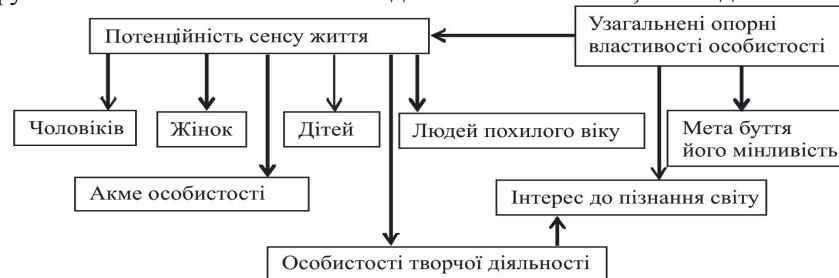 Потенційність сенсу життя
Узагальнені опорні
властивості особистості
Чоловіків
Жінок
Дітей
Людей похилого віку
Мета буття
його мінливість
Акме особистості
Інтерес до пізнання світу
Особистості творчої діяльності